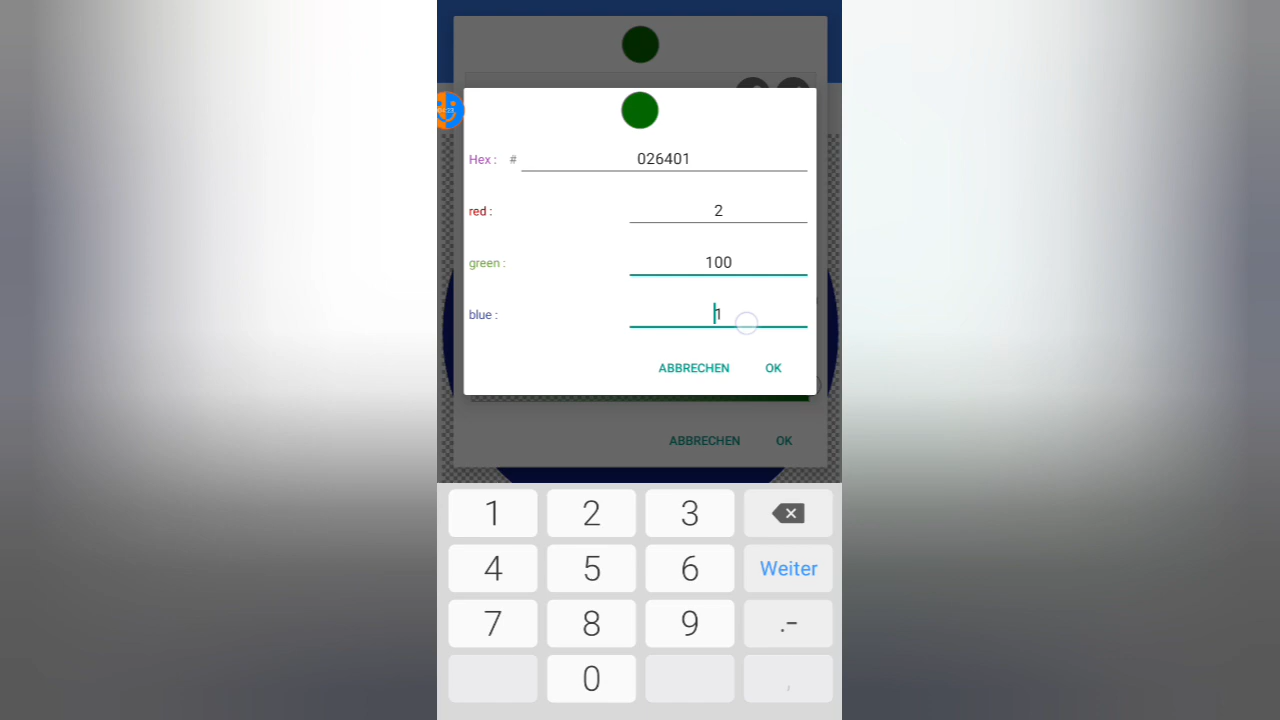 Hex : # 026401
red : 2
green : 100
blue : 1
ABBRECHEN OK
ABBRECHEN OK
1 2 3
4 5 6 Weiter
7 8 9 .-
0 ,